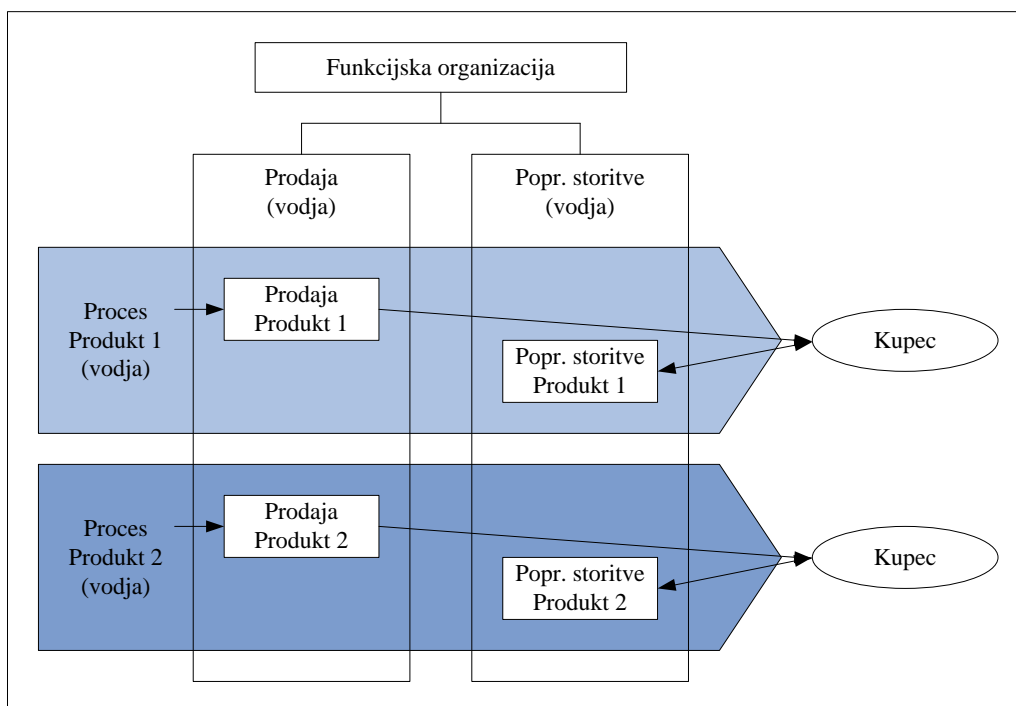 Funkcijska organizacija
Prodaja
(vodja)
Popr. storitve
(vodja)
Proces
Produkt 1
(vodja)
Prodaja
Produkt 1
Popr. storitve
Produkt 1
Kupec
Proces
Produkt 2
(vodja)
Prodaja
Produkt 2
Popr. storitve
Produkt 2
Kupec